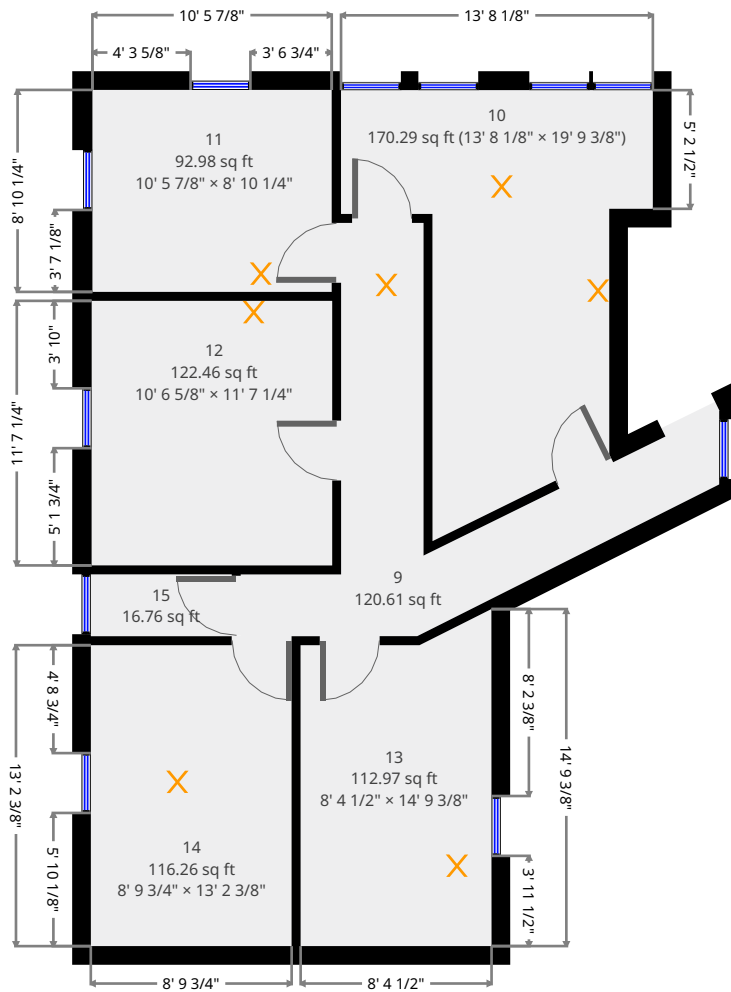 10' 5 7/8"
13' 8 1/8"
4' 3 5/8"
3' 6 3/4"
10
170.29 sq ft (13' 8 1/8" × 19' 9 3/8")
5' 2 1/2"
11
92.98 sq ft
10' 5 7/8" × 8' 10 1/4"
8' 10 1/4"
3' 7 1/8"
3' 10"
12
122.46 sq ft
10' 6 5/8" × 11' 7 1/4"
11' 7 1/4"
5' 1 3/4"
9
120.61 sq ft
15
16.76 sq ft
4' 8 3/4"
8' 2 3/8"
14' 9 3/8"
13
112.97 sq ft
8' 4 1/2" × 14' 9 3/8"
13' 2 3/8"
14
116.26 sq ft
8' 9 3/4" × 13' 2 3/8"
5' 10 1/8"
3' 11 1/2"
8' 9 3/4"
8' 4 1/2"